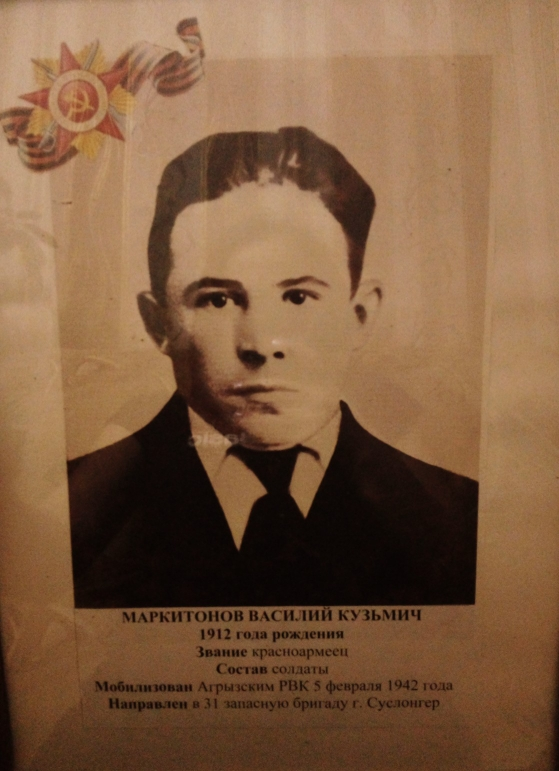 МАРКИТОНОВ ВАСИЛИЙ КУЗЬМИЧ
1912 года рождения
Звание красноармеец
Состав солдаты
Мобилизован Агрызским РВК 5 февраля 1942 года
Направлен в 31 запасную бригаду г. Суслонгер